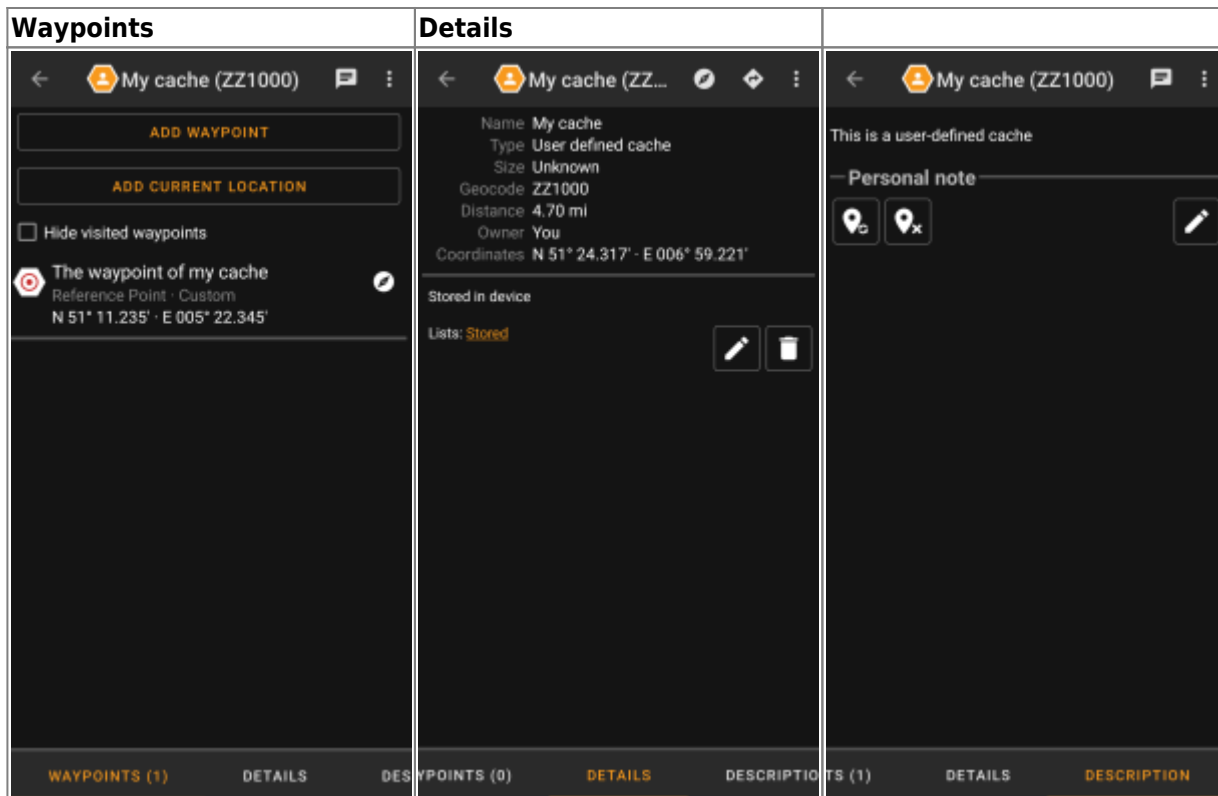 Waypoints
Details
My cache (ZZ1000)
ADD WAYPOINT
ADD CURRENT LOCATION
Hide visited waypoints
The waypoint of my cache
Reference Point · Custom
N 51° 11.235' · E 005° 22.345'
WAYPOINTS (1) DETAILS DES
My cache (ZZ...
Name My cache
Type User defined cache
Size Unknown
Geocode ZZ1000
Distance 4.70 mi
Owner You
Coordinates N 51° 24.317' · E 006° 59.221'
Stored in device
Lists: Stored
YPOINTS (0) DETAILS DESCRIPTIO
My cache (ZZ1000)
This is a user-defined cache
Personal note
TS (1) DETAILS DESCRIPTION